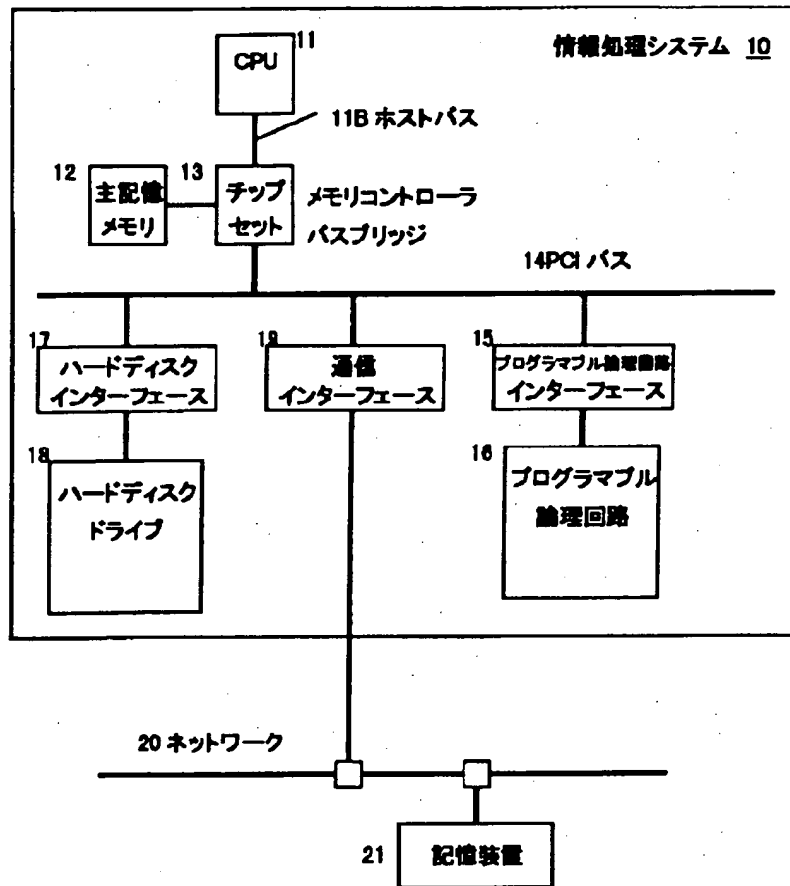 情報処理システム 10
11
CPU
11B ホストバス
12
主記憶
メモリ
13
チップ
セット
メモリコントローラ
バスブリッジ
14PCI バス
17
ハードディスク
インターフェース
19
通信
インターフェース
15
プログラマブル論理回路
インターフェース
18
ハードディスク
ドライブ
16
プログラマブル
論理回路
20 ネットワーク
21
記憶装置